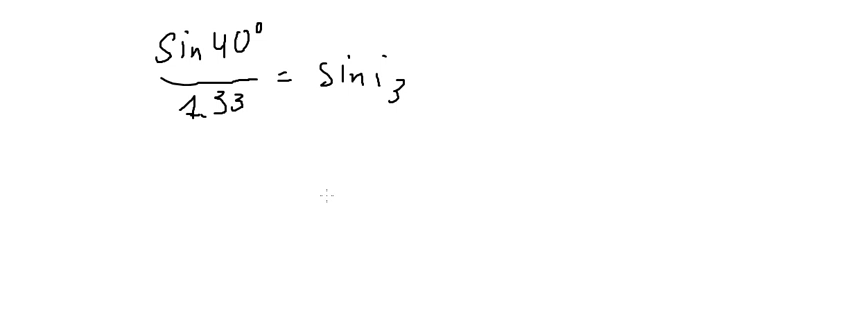 sin 40° / 1.33 = sin i₃